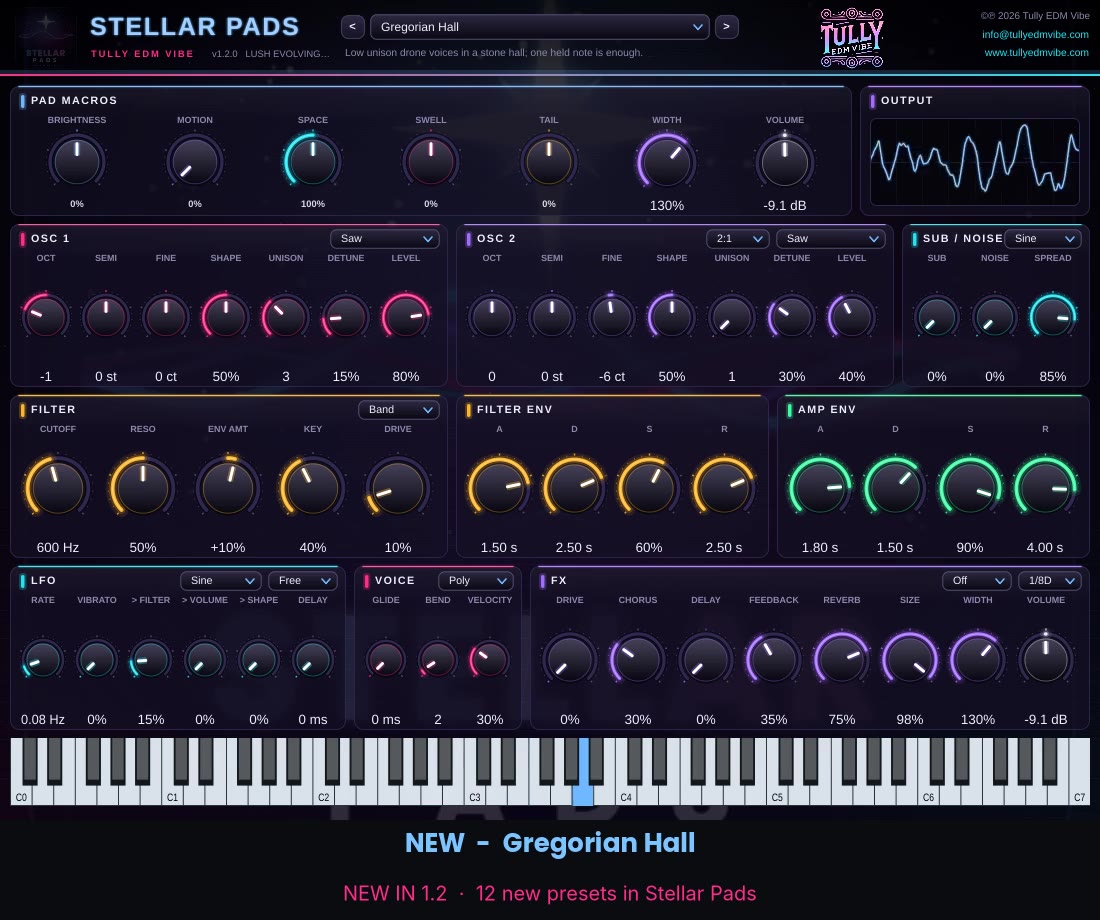 STELLAR PADS
TULLY EDM VIBE v1.2.0 LUSH EVOLVING...
< Gregorian Hall >
Low unison drone voices in a stone hall; one held note is enough.
TULLY
EDM VIBE
©℗ 2026 Tully EDM Vibe
info@tullyedmvibe.com
www.tullyedmvibe.com
STELLAR
PADS
PAD MACROS
BRIGHTNESS MOTION SPACE SWELL TAIL WIDTH VOLUME
0% 0% 100% 0% 0% 130% -9.1 dB
OUTPUT
OSC 1 Saw
OCT SEMI FINE SHAPE UNISON DETUNE LEVEL
-1 0 st 0 ct 50% 3 15% 80%
OSC 2 2:1 Saw
OCT SEMI FINE SHAPE UNISON DETUNE LEVEL
0 0 st -6 ct 50% 1 30% 40%
SUB / NOISE Sine
SUB NOISE SPREAD
0% 0% 85%
FILTER Band
CUTOFF RESO ENV AMT KEY DRIVE
600 Hz 50% +10% 40% 10%
FILTER ENV
A D S R
1.50 s 2.50 s 60% 2.50 s
AMP ENV
A D S R
1.80 s 1.50 s 90% 4.00 s
LFO Sine Free
RATE VIBRATO > FILTER > VOLUME > SHAPE DELAY
0.08 Hz 0% 15% 0% 0% 0 ms
VOICE Poly
GLIDE BEND VELOCITY
0 ms 2 30%
FX Off 1/8D
DRIVE CHORUS DELAY FEEDBACK REVERB SIZE WIDTH VOLUME
0% 30% 0% 35% 75% 98% 130% -9.1 dB
C0 C1 C2 C3 C4 C5 C6 C7
NEW - Gregorian Hall
NEW IN 1.2 · 12 new presets in Stellar Pads